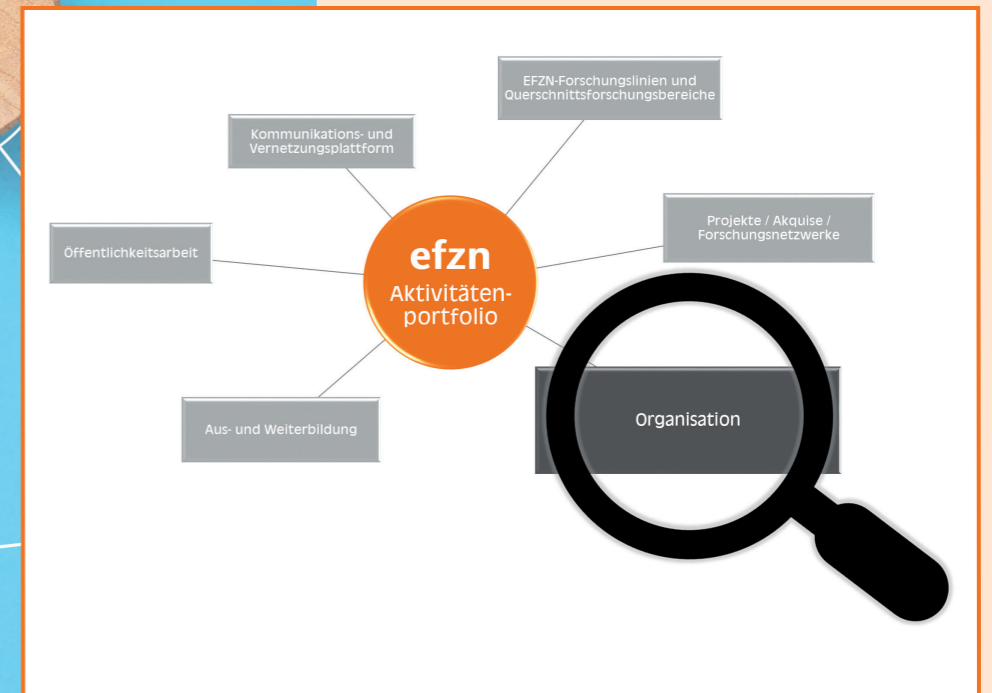 EFZN-Forschungslinien und
Querschnittsforschungsbereiche
Kommunikations- und
Vernetzungsplattform
Projekte / Akquise /
Forschungsnetzwerke
Öffentlichkeitsarbeit
efzn
Aktivitäten-
portfolio
Organisation
Aus- und Weiterbildung